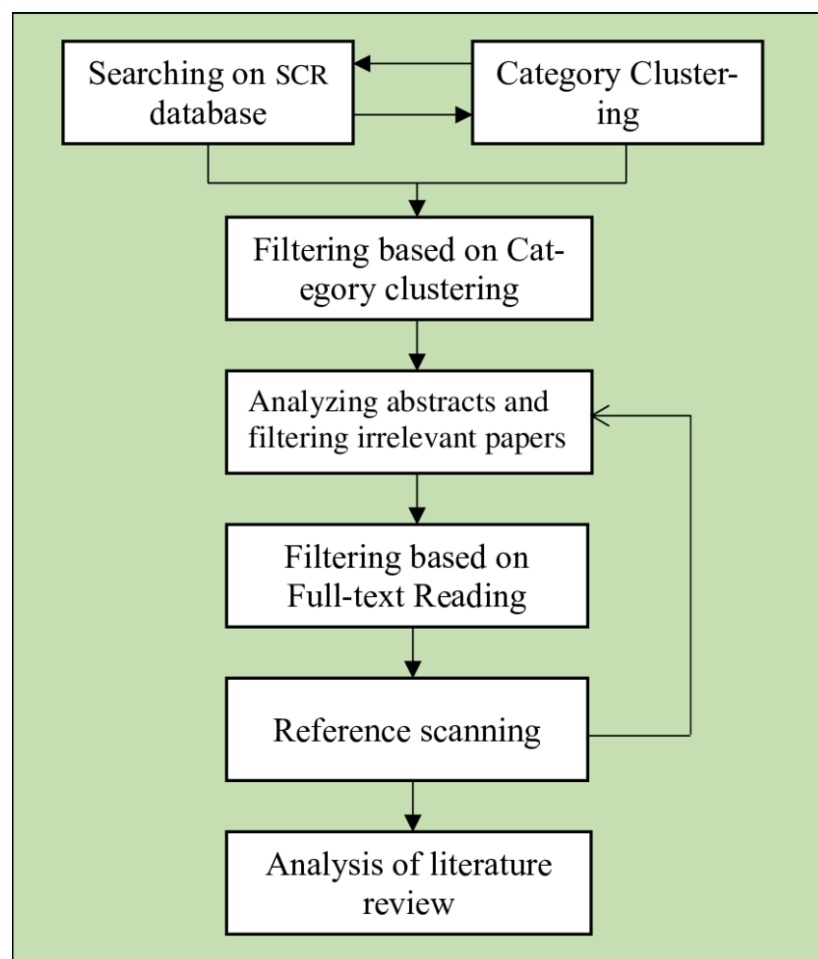 Searching on SCR
database
Category Cluster-
ing
Filtering based on Cat-
egory clustering
Analyzing abstracts and
filtering irrelevant papers
Filtering based on
Full-text Reading
Reference scanning
Analysis of literature
review